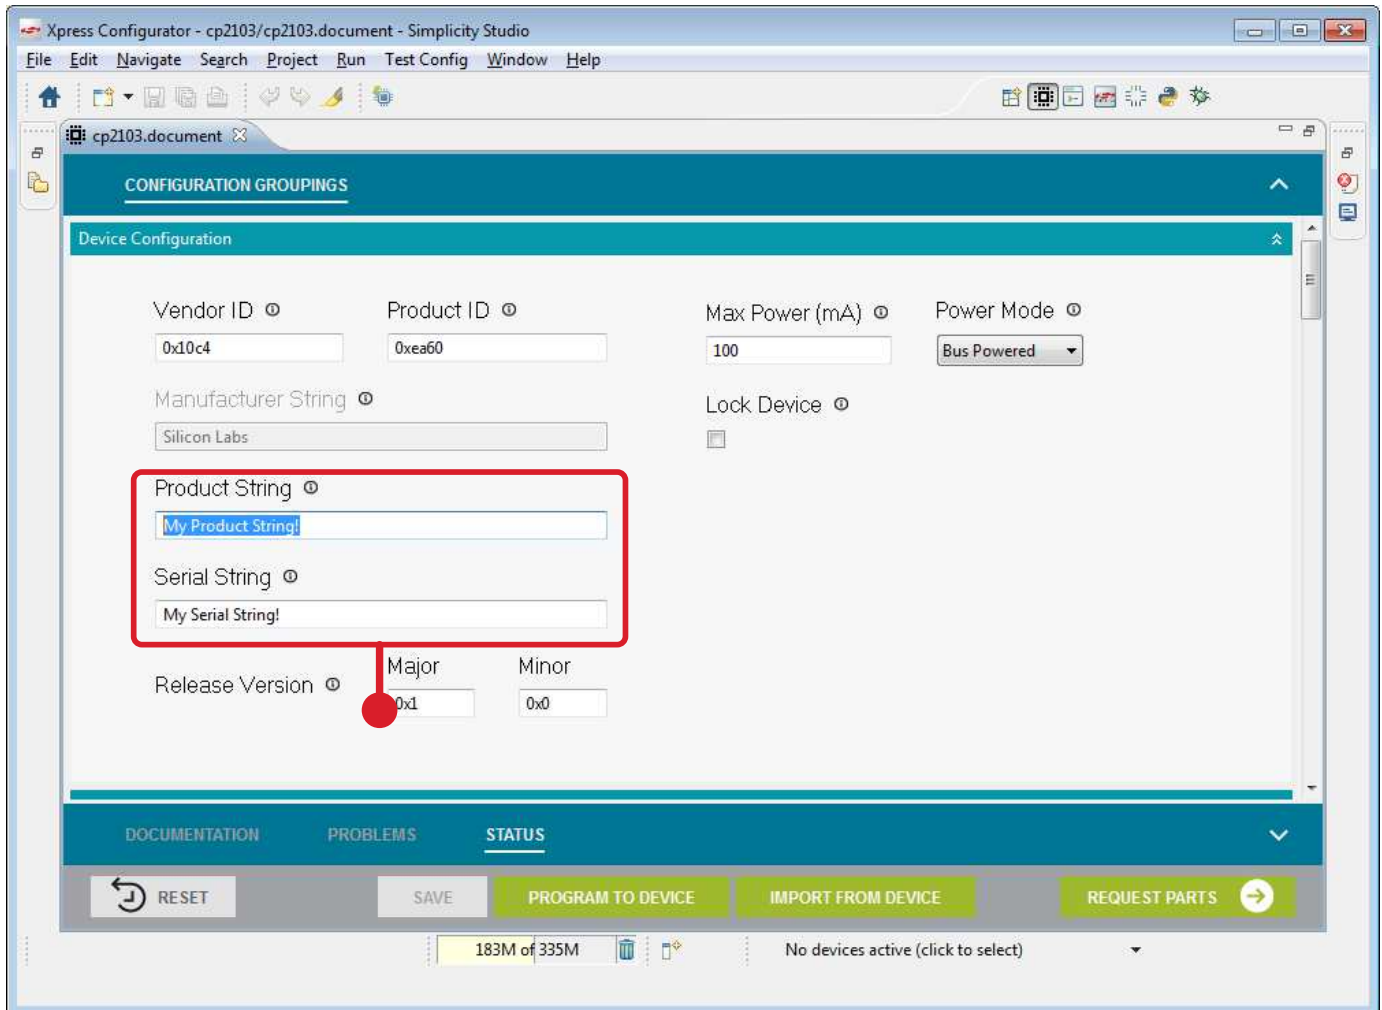 Xpress Configurator - cp2103/cp2103.document - Simplicity Studio
File Edit Navigate Search Project Run Test Config Window Help
cp2103.document
CONFIGURATION GROUPINGS
Device Configuration
Vendor ID Product ID Max Power (mA) Power Mode
0x10c4 0xea60 100 Bus Powered
Manufacturer String Lock Device
Silicon Labs
Product String
My Product String!
Serial String
My Serial String!
Major Minor
Release Version
0x1 0x0
DOCUMENTATION PROBLEMS STATUS
RESET SAVE PROGRAM TO DEVICE IMPORT FROM DEVICE REQUEST PARTS
183M of 335M No devices active (click to select)